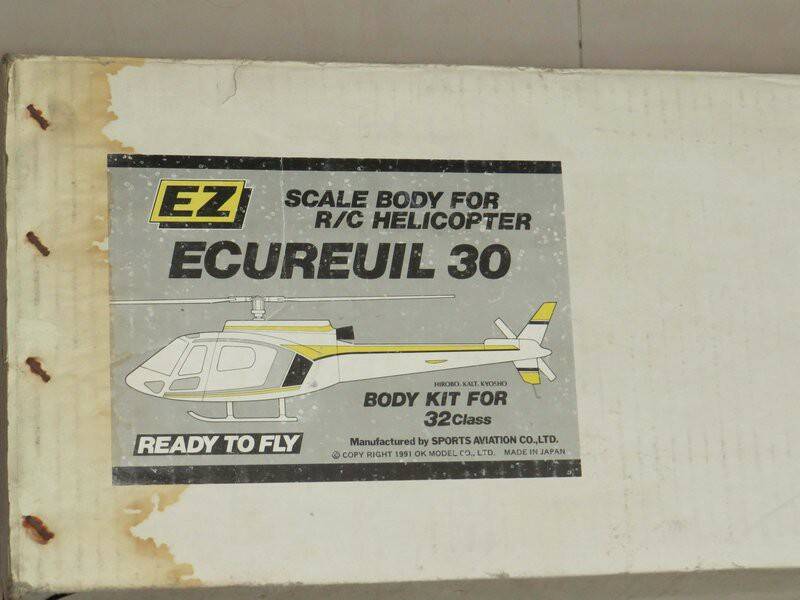 EZ
SCALE BODY FOR
R/C HELICOPTER
ECUREUIL 30
HIROBO. KALT. KYOSHO
BODY KIT FOR
32Class
READY TO FLY
Manufactured by SPORTS AVIATION CO.,LTD.
© COPY RIGHT 1991 OK MODEL CO., LTD. MADE IN JAPAN